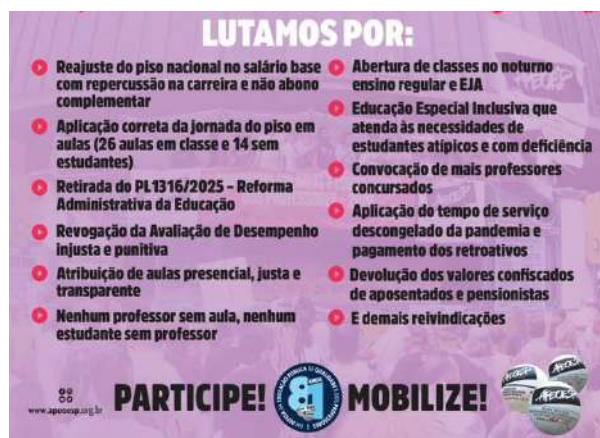 LUTAMOS POR:
Reajuste do piso nacional no salário base
com repercussão na carreira e não abono
complementar
Aplicação correta da jornada do piso em
aulas (26 aulas em classe e 14 sem
estudantes)
Retirada do PL1316/2025 – Reforma
Administrativa da Educação
Revogação da Avaliação de Desempenho
injusta e punitiva
Atribuição de aulas presencial, justa e
transparente
Nenhum professor sem aula, nenhum
estudante sem professor
Abertura de classes no noturno
ensino regular e EJA
Educação Especial Inclusiva que
atenda às necessidades de
estudantes atípicos e com deficiência
Convocação de mais professores
concursados
Aplicação do tempo de serviço
descongelado da pandemia e
pagamento dos retroativos
Devolução dos valores confiscados
de aposentados e pensionistas
E demais reivindicações
www.apeoesp.org.br
PARTICIPE!
81
ANOS
MOBILIZE!
APEOESP
APEOESP
APEOESP